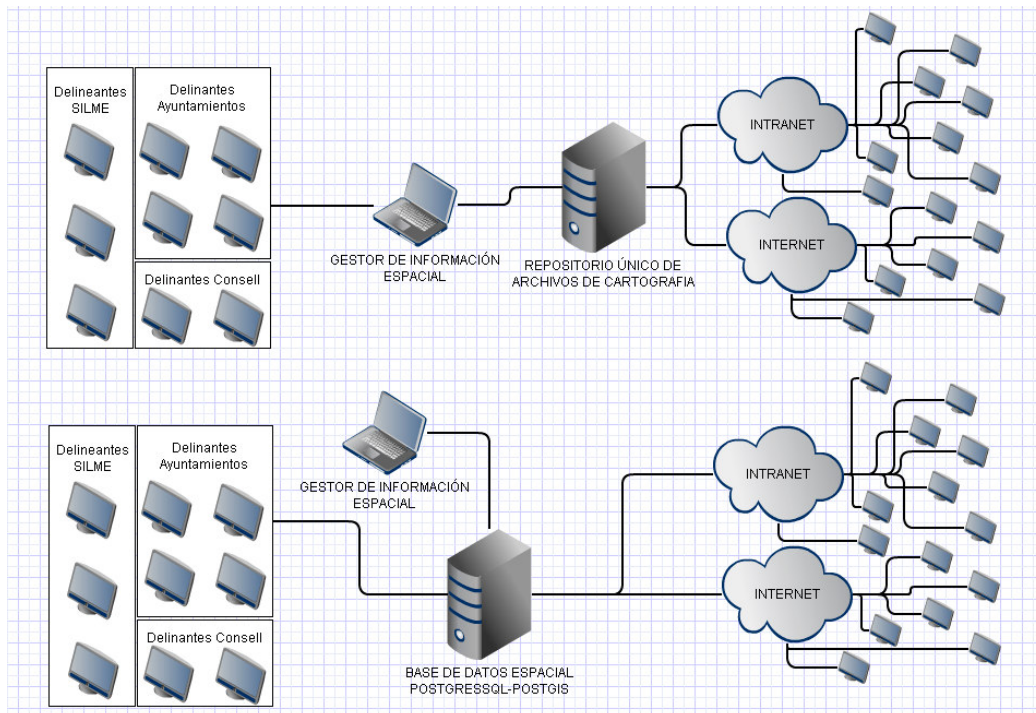 Delineantes
SILME
Delinantes
Ayuntamientos
Delinantes Consell
GESTOR DE INFORMACIÓN
ESPACIAL
REPOSITORIO ÚNICO DE
ARCHIVOS DE CARTOGRAFIA
INTRANET
INTERNET
Delineantes
SILME
Delinantes
Ayuntamientos
Delinantes Consell
GESTOR DE INFORMACIÓN
ESPACIAL
BASE DE DATOS ESPACIAL
POSTGRESSQL-POSTGIS
INTRANET
INTERNET